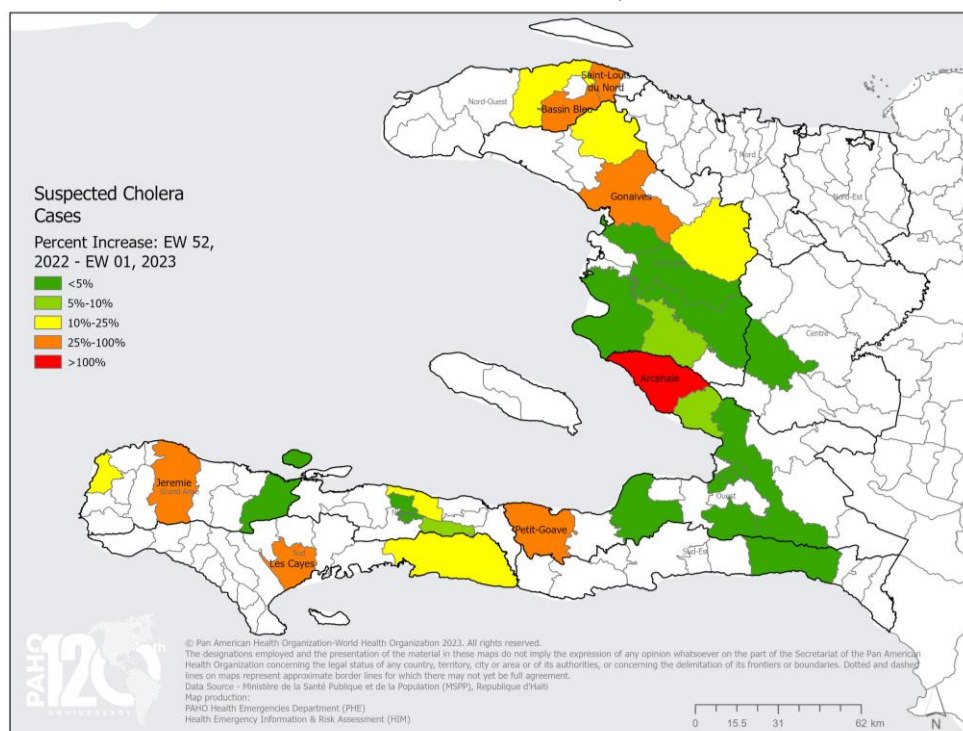 Saint-Louis
du Nord
Nord-Ouest
Bassin Bleu
Nord
Gonaives
Nord-Est
Suspected Cholera
Cases
Percent Increase: EW 52,
2022 - EW 01, 2023
<5%
5%-10%
10%-25%
25%-100%
>100%
Centre
Arcahaie
Jeremie
Grand Anse
Ouest
Petit-Goave
Sud-Est
Sud
Les Cayes
PAHO 120th
ANNIVERSARY
© Pan American Health Organization-World Health Organization 2023. All rights reserved.
The designations employed and the presentation of the material in these maps do not imply the expression of any opinion whatsoever on the part of the Secretariat of the Pan American
Health Organization concerning the legal status of any country, territory, city or area or of its authorities, or concerning the delimitation of its frontiers or boundaries. Dotted and dashed
lines on maps represent approximate border lines for which there may not yet be full agreement.
Data Source - Ministère de la Santé Publique et de la Population (MSPP), Republique d'Haiti
Map production:
PAHO Health Emergencies Department (PHE)
Health Emergency Information & Risk Assessment (HIM)
0 15.5 31 62 km
N